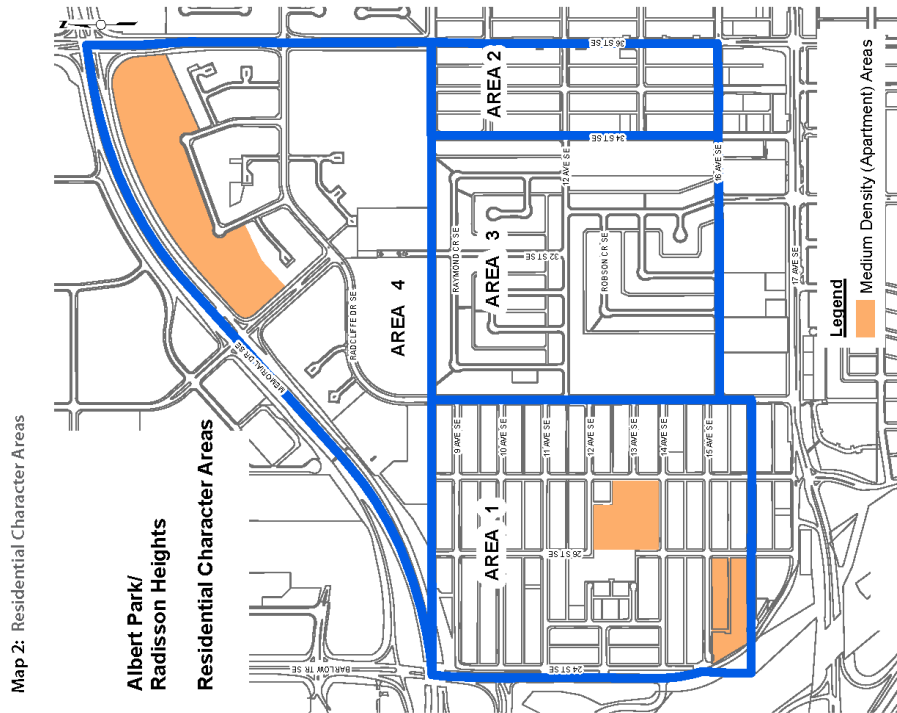 Map 2: Residential Character Areas
Albert Park/
Radisson Heights
Residential Character Areas
Z
BARLOW TR SE
MEMORIAL DR SE
RADCLIFFE DR SE
AREA 4
36 ST SE
AREA 2
34 ST SE
AREA 3
RAYMOND CR SE
32 ST SE
12 AVE SE
ROBSON CR SE
16 AVE SE
17 AVE SE
AREA 1
9 AVE SE
10 AVE SE
11 AVE SE
12 AVE SE
13 AVE SE
14 AVE SE
15 AVE SE
26 ST SE
24 ST SE
Legend
Medium Density (Apartment) Areas